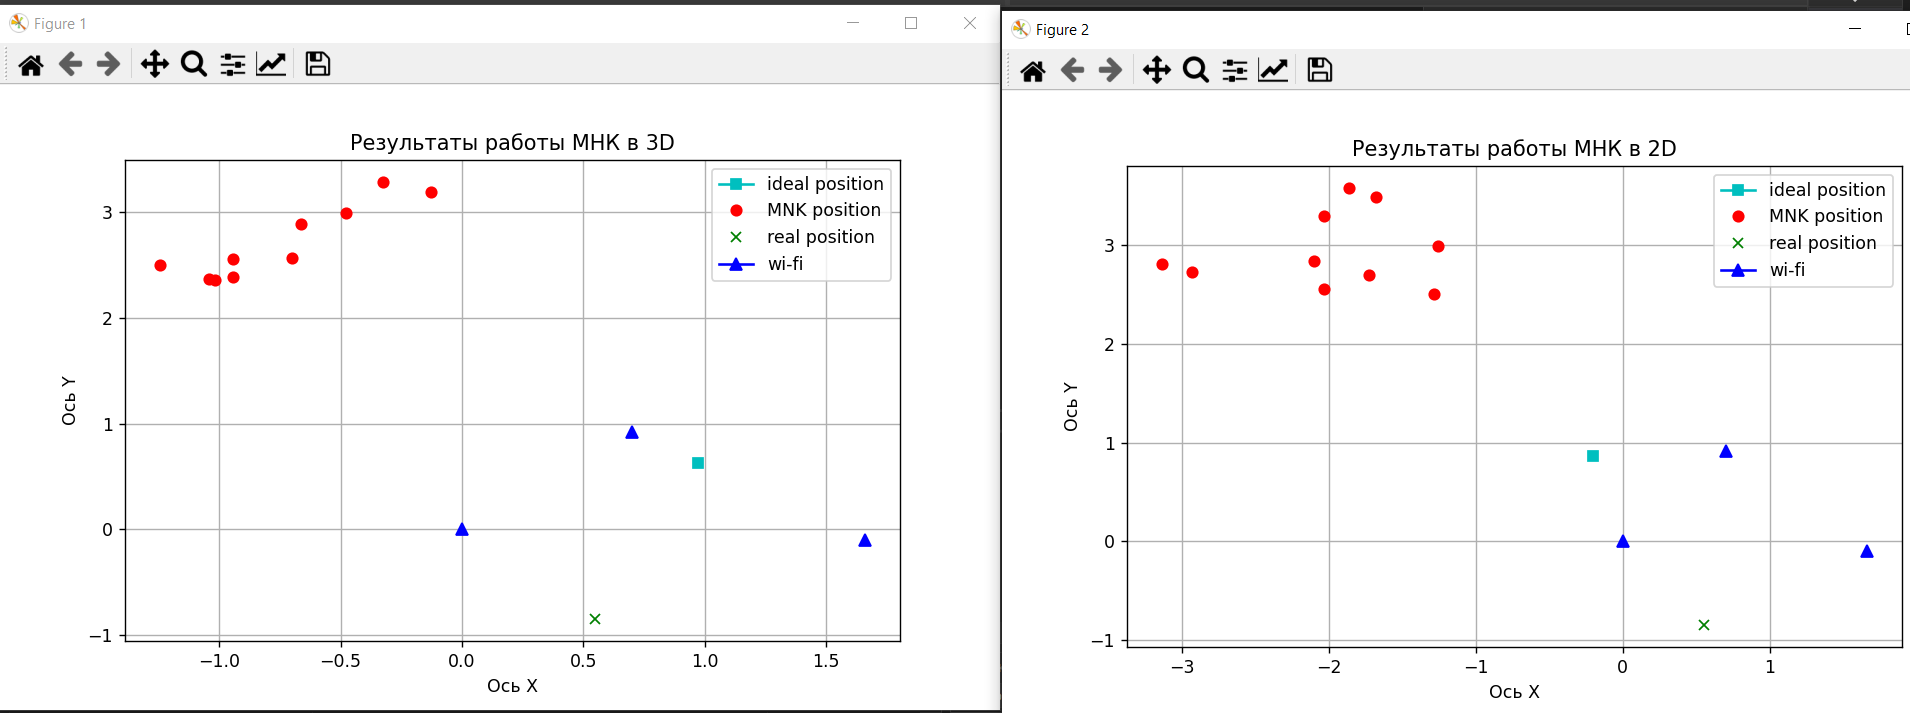 Figure 1
Результаты работы МНК в 3D
ideal position
MNK position
real position
wi-fi
3
2
1
0
−1
Ось Y
−1.0 −0.5 0.0 0.5 1.0 1.5
Ось X
Figure 2
Результаты работы МНК в 2D
ideal position
MNK position
real position
wi-fi
3
2
1
0
−1
Ось Y
−3 −2 −1 0 1
Ось X